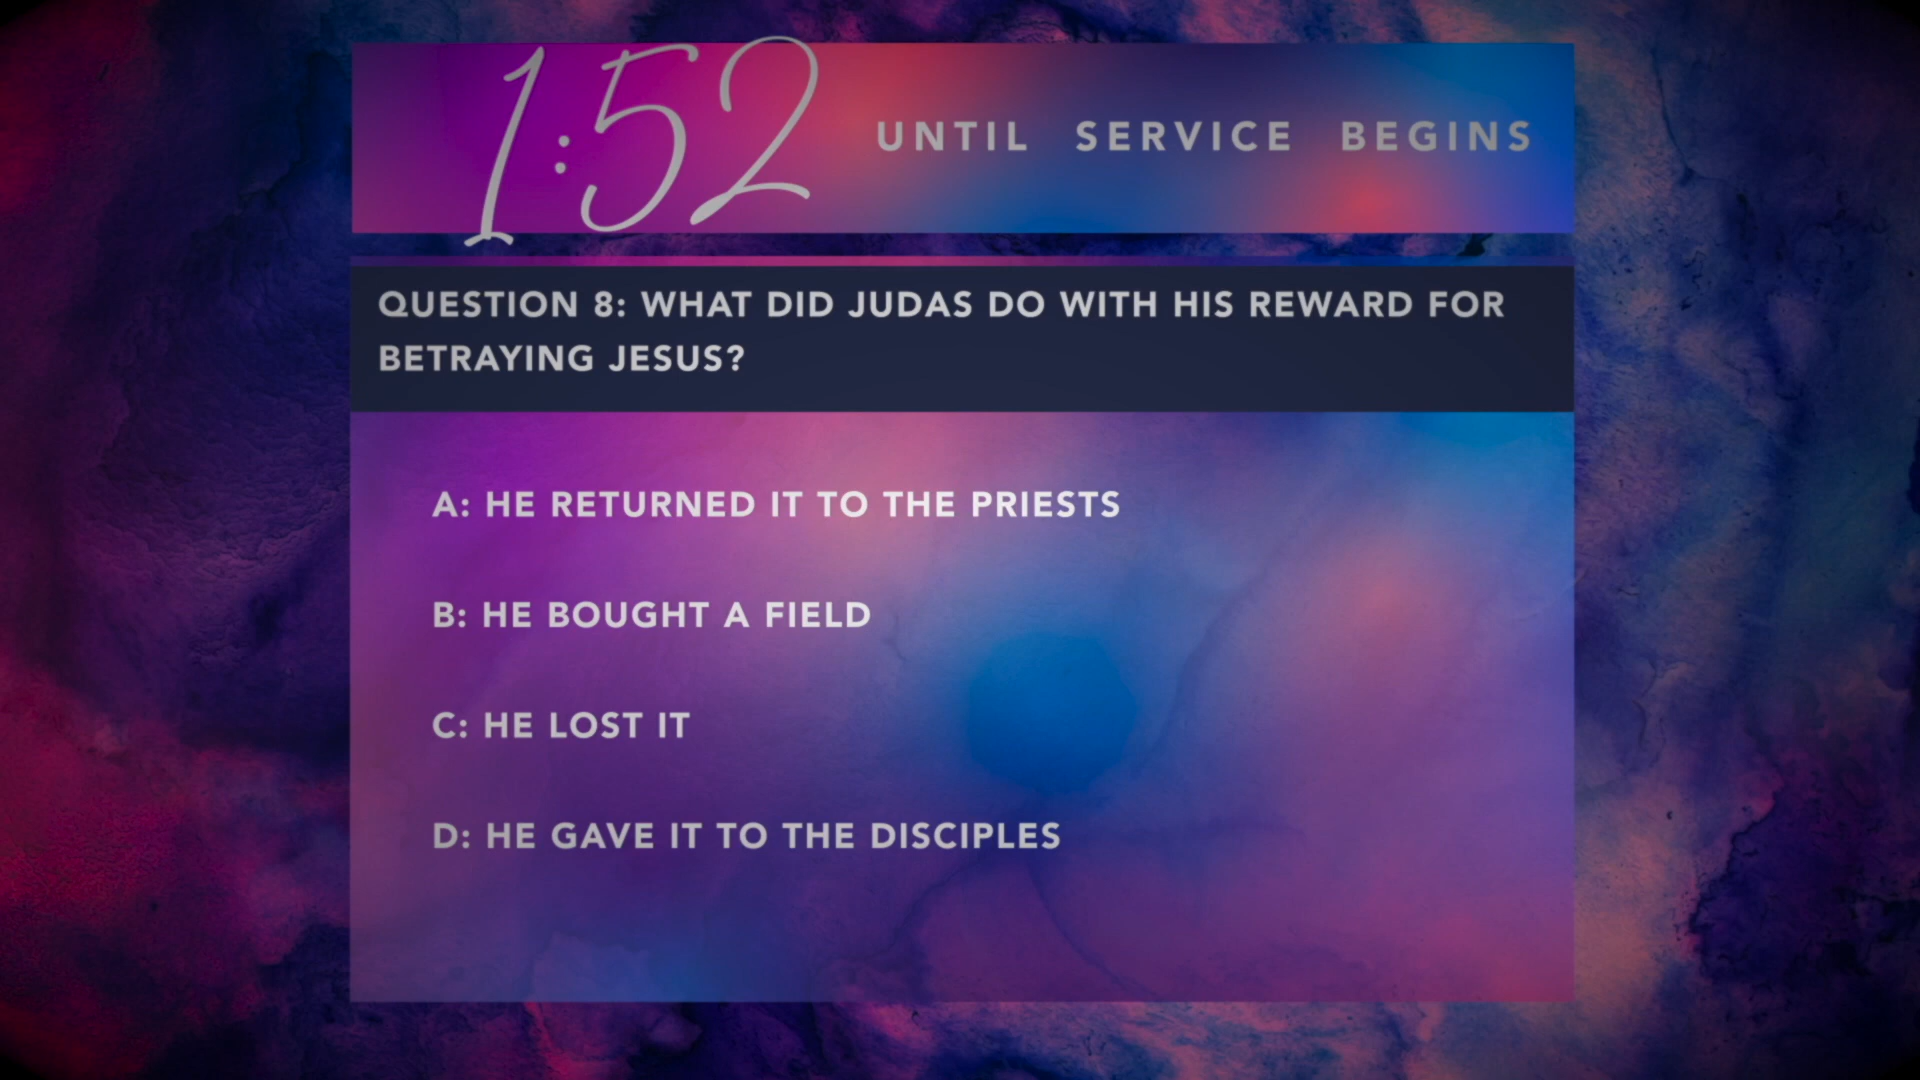 1:52 UNTIL SERVICE BEGINS
QUESTION 8: WHAT DID JUDAS DO WITH HIS REWARD FOR
BETRAYING JESUS?
A: HE RETURNED IT TO THE PRIESTS
B: HE BOUGHT A FIELD
C: HE LOST IT
D: HE GAVE IT TO THE DISCIPLES